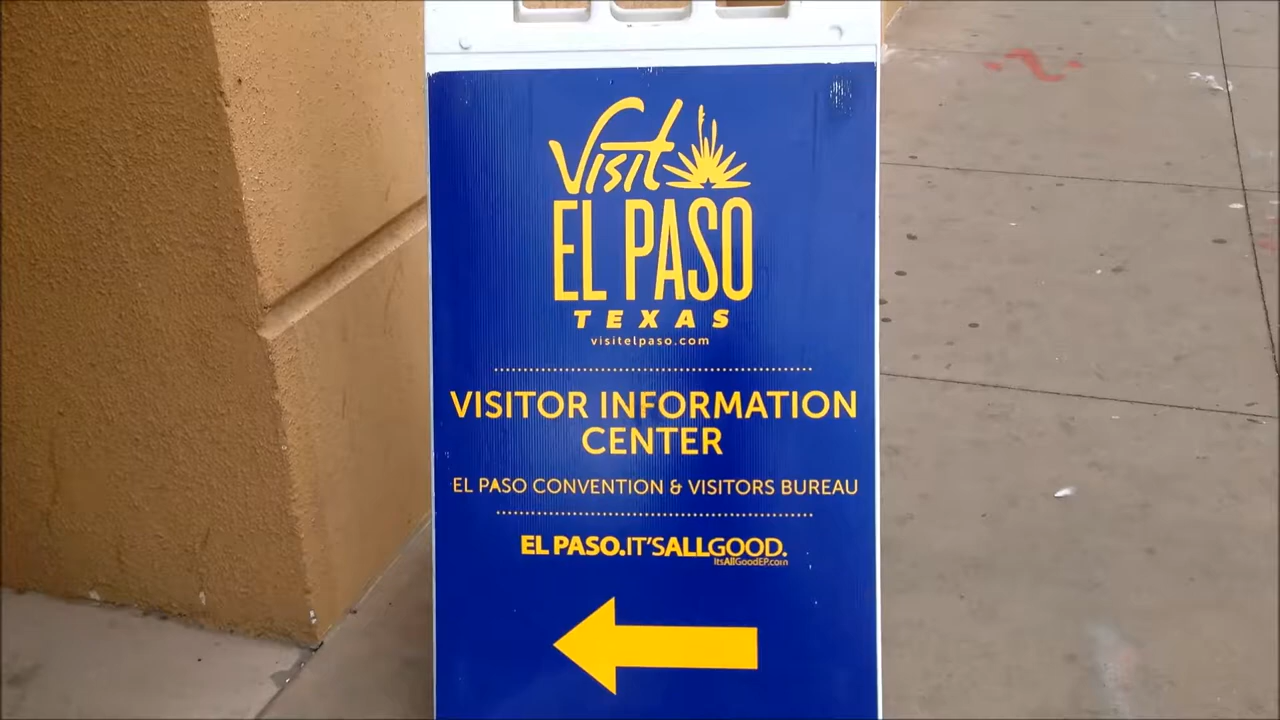 Visit
EL PASO
TEXAS
visitelpaso.com
VISITOR INFORMATION
CENTER
EL PASO CONVENTION & VISITORS BUREAU
EL PASO.IT'SALLGOOD.
ItsAllGoodEP.com